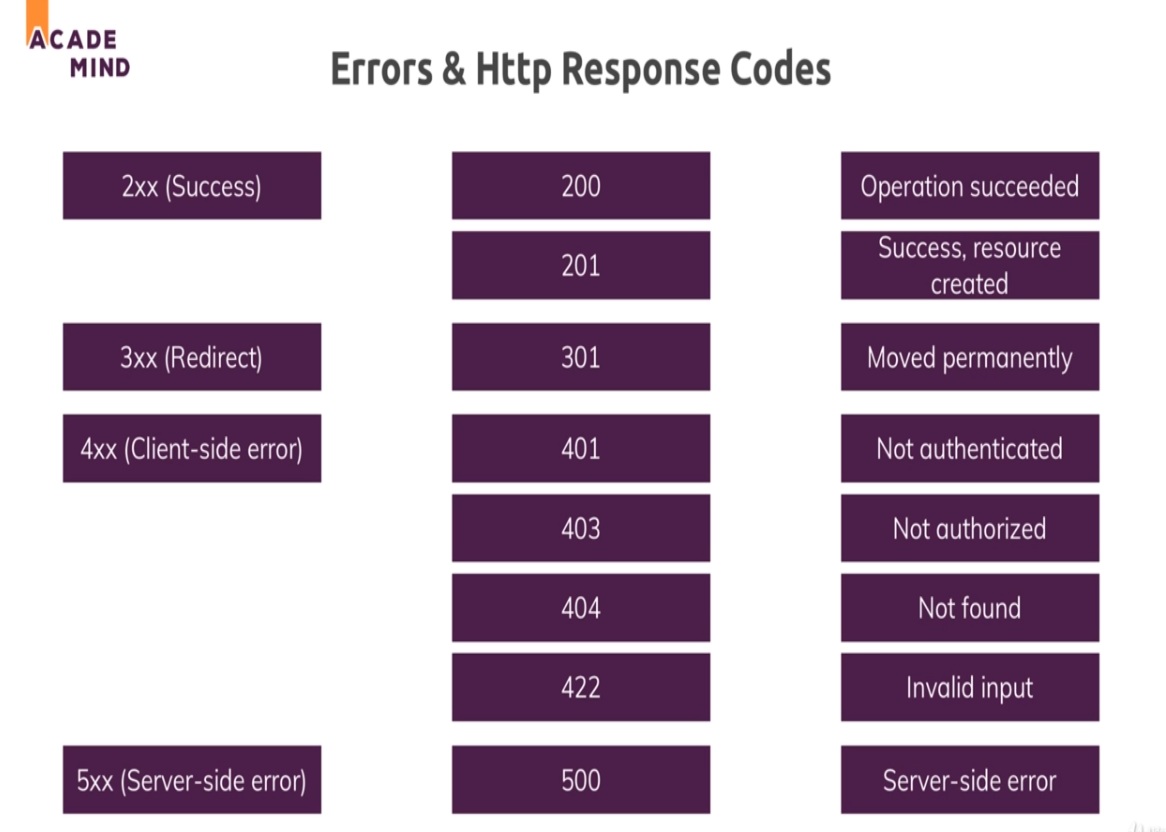 ACADE
MIND
Errors & Http Response Codes
2xx (Success)
200
Operation succeeded
201
Success, resource
created
3xx (Redirect)
301
Moved permanently
4xx (Client-side error)
401
Not authenticated
403
Not authorized
404
Not found
422
Invalid input
5xx (Server-side error)
500
Server-side error